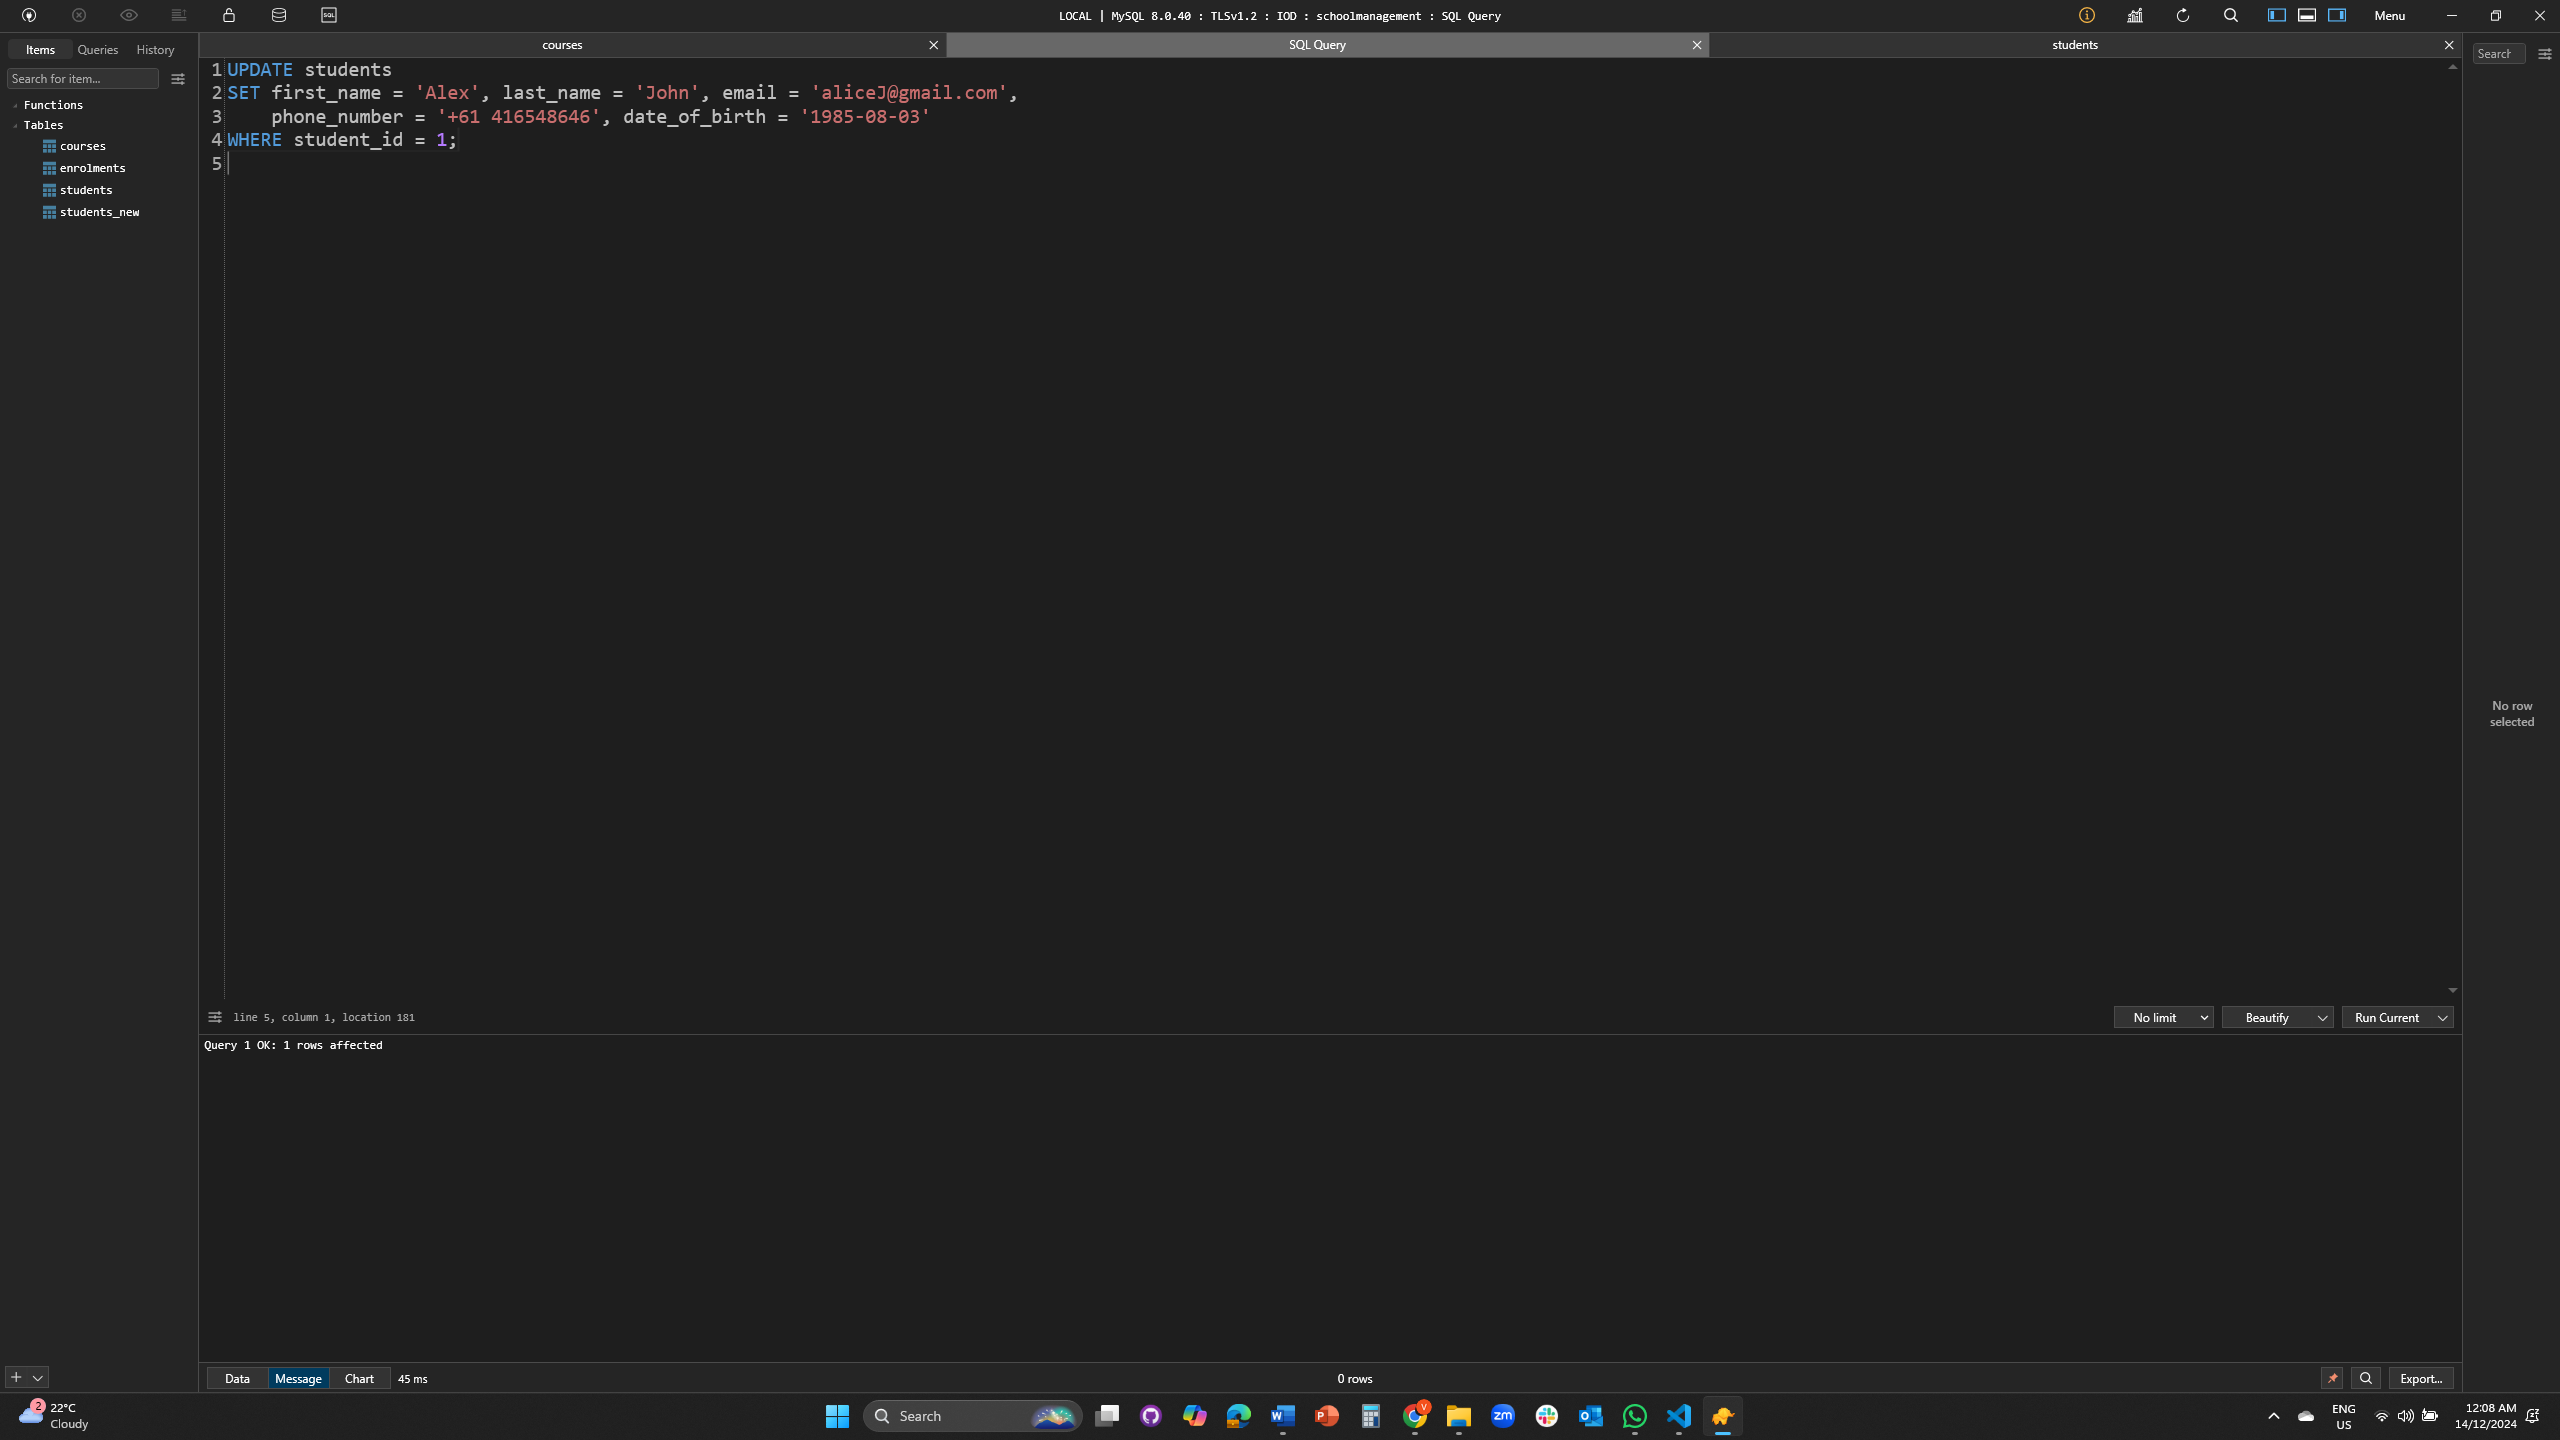 LOCAL | MySQL 8.0.40 : TLSv1.2 : IOD : schoolmanagement : SQL Query
Menu
Items Queries History
courses
SQL Query
students
Search
Search for item...
Functions
Tables
courses
enrolments
students
students_new
1 UPDATE students
2 SET first_name = 'Alex', last_name = 'John', email = 'aliceJ@gmail.com',
3     phone_number = '+61 416548646', date_of_birth = '1985-08-03'
4 WHERE student_id = 1;
5
No row
selected
line 5, column 1, location 181
No limit
Beautify
Run Current
Query 1 OK: 1 rows affected
Data Message Chart 45 ms
0 rows
Export...
2
22°C
Cloudy
Search
ENG
US
12:08 AM
14/12/2024